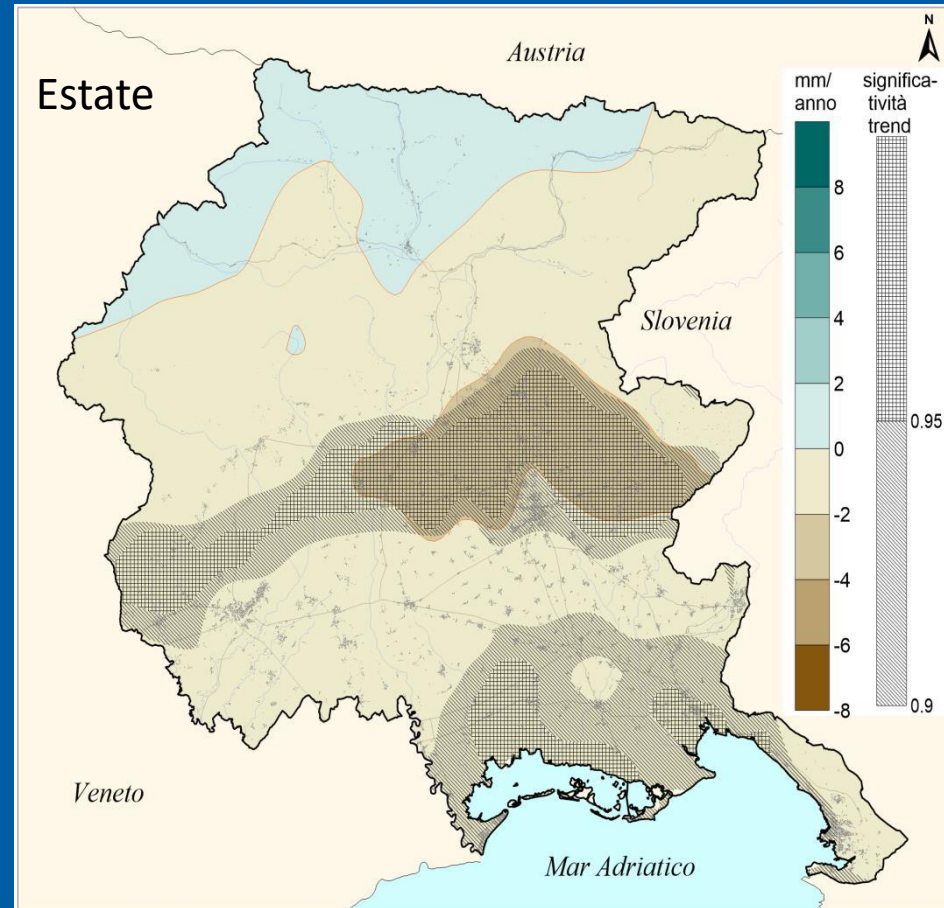 Estate
Austria
N
mm/
anno
significa-
tività
trend
8
6
4
2
0
-2
-4
-6
-8
0.95
0.9
Slovenia
Veneto
Mar Adriatico